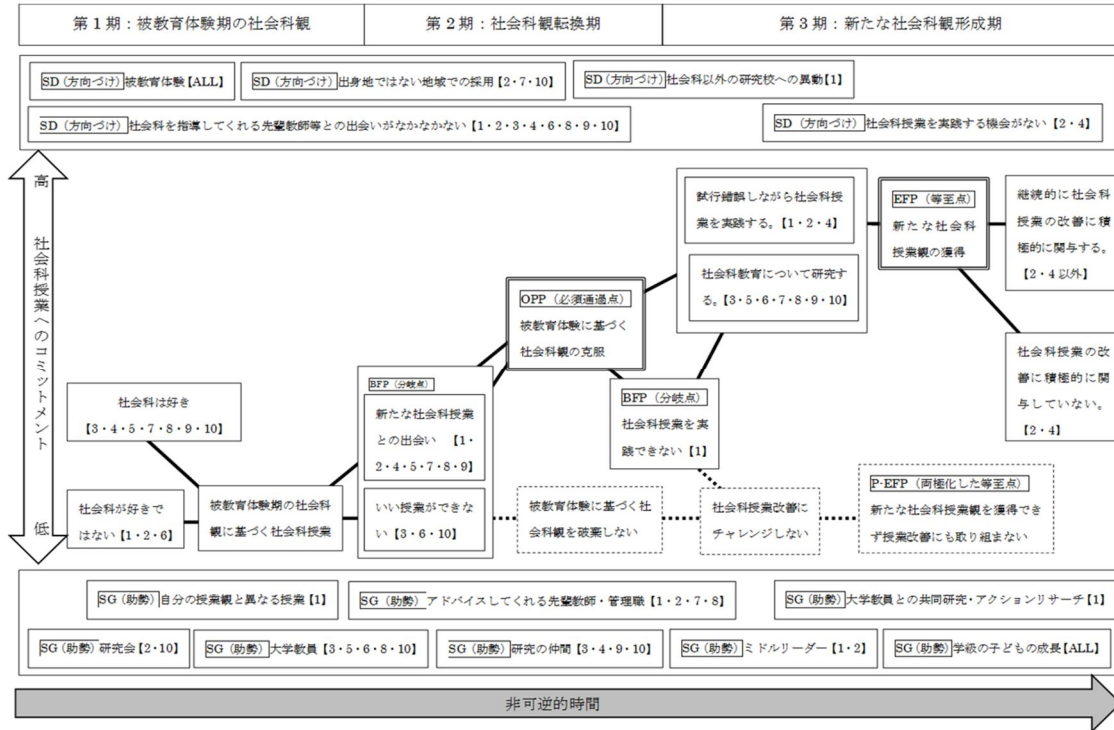 第1期：被教育体験期の社会科観
第2期：社会科観転換期
第3期：新たな社会科観形成期
SD（方向づけ）被教育体験【ALL】
SD（方向づけ）出身地ではない地域での採用【2・7・10】
SD（方向づけ）社会科以外の研究校への異動【1】
SD（方向づけ）社会科を指導してくれる先輩教師等との出会いがなかなかない【1・2・3・4・6・8・9・10】
SD（方向づけ）社会科授業を実践する機会がない【2・4】
高
社会科授業へのコミットメント
低
社会科は好き
【3・4・5・7・8・9・10】
社会科が好きで
はない【1・2・6】
被教育体験期の社会科
観に基づく社会科授業
BFP（分岐点）
新たな社会科授業
との出会い　【1・
2・4・5・7・8・9】
いい授業ができな
い【3・6・10】
OPP（必須通過点）
被教育体験に基づく
社会科観の克服
BFP（分岐点）
社会科授業を実
践できない【1】
被教育体験に基づく社
会科観を破棄しない
社会科授業改善に
チャレンジしない
試行錯誤しながら社会科授
業を実践する。【1・2・4】
社会科教育について研究す
る。【3・5・6・7・8・9・10】
EFP（等至点）
新たな社会科
授業観の獲得
継続的に社会科
授業の改善に積
極的に関与する。
【2・4以外】
社会科授業の改
善に積極的に関
与していない。
【2・4】
P-EFP（両極化した等至点）
新たな社会科授業観を獲得でき
ず授業改善にも取り組まない
SG（助勢）自分の授業観と異なる授業【1】
SG（助勢）アドバイスしてくれる先輩教師・管理職【1・2・7・8】
SG（助勢）大学教員との共同研究・アクションリサーチ【1】
SG（助勢）研究会【2・10】
SG（助勢）大学教員【3・5・6・8・10】
SG（助勢）研究の仲間【3・4・9・10】
SG（助勢）ミドルリーダー【1・2】
SG（助勢）学級の子どもの成長【ALL】
非可逆的時間